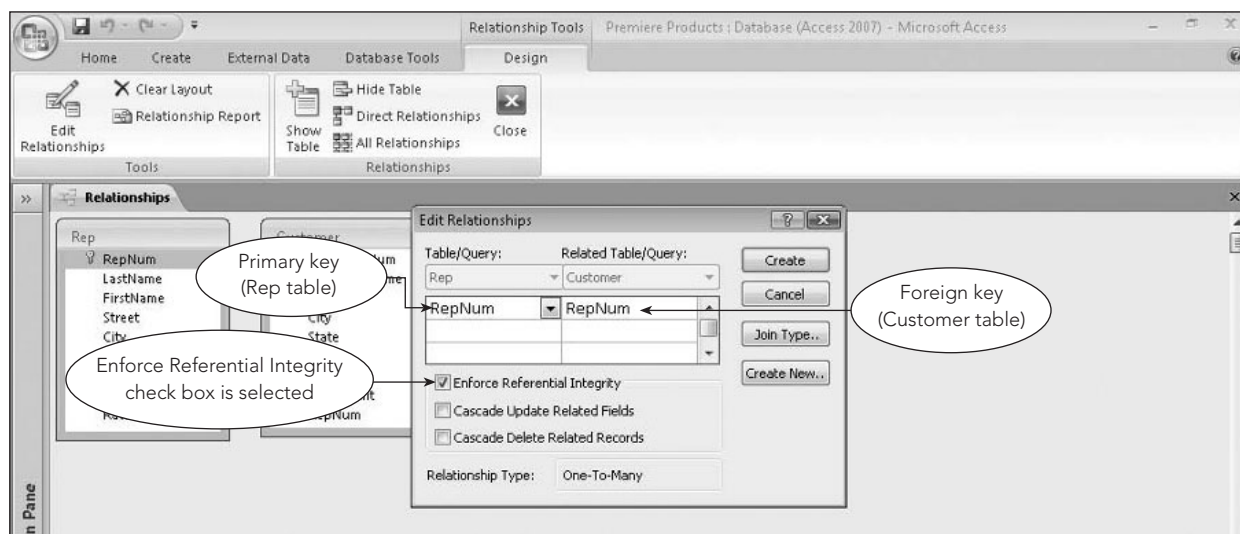 Relationship Tools
Premiere Products : Database (Access 2007) - Microsoft Access
Home Create External Data Database Tools Design
Edit Relationships
Clear Layout
Relationship Report
Tools
Show Table
Hide Table
Direct Relationships
All Relationships
Relationships
Close
Relationships
Rep
RepNum
LastName
FirstName
Street
City
Customer
City
State
Primary key
(Rep table)
Enforce Referential Integrity
check box is selected
Edit Relationships
Table/Query: Related Table/Query:
Rep Customer
RepNum RepNum
Enforce Referential Integrity
Cascade Update Related Fields
Cascade Delete Related Records
Relationship Type: One-To-Many
Create
Cancel
Join Type..
Create New..
Foreign key
(Customer table)